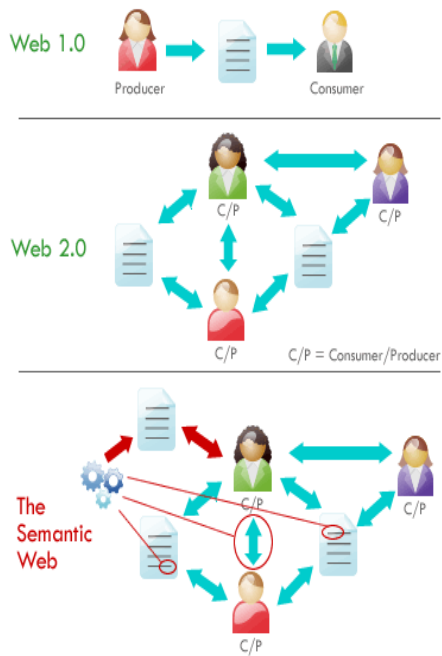 Web 1.0
Producer
Consumer
C/P
C/P
Web 2.0
C/P
C/P = Consumer/Producer
C/P
C/P
The
Semantic
Web
C/P